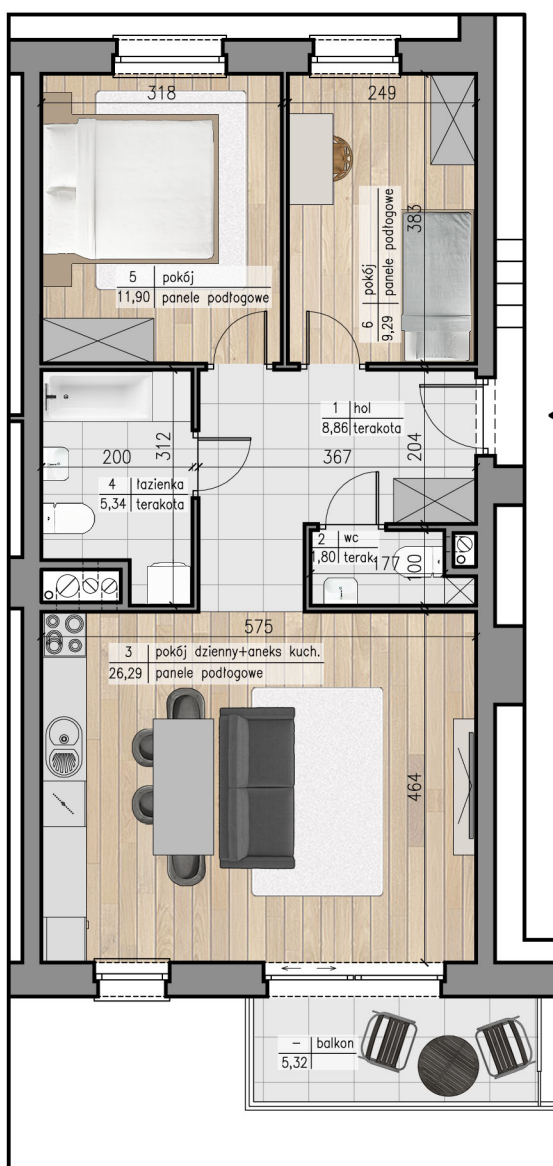 318
249
5 pokój
11,90 panele podłogowe
383
6 pokój
9,29 panele podłogowe
1 hol
8,86 terakota
312
204
200
367
4 łazienka
5,34 terakota
2 wc
1,80 terak.
177
100
575
3 pokój dzienny+aneks kuch.
26,29 panele podłogowe
464
– balkon
5,32